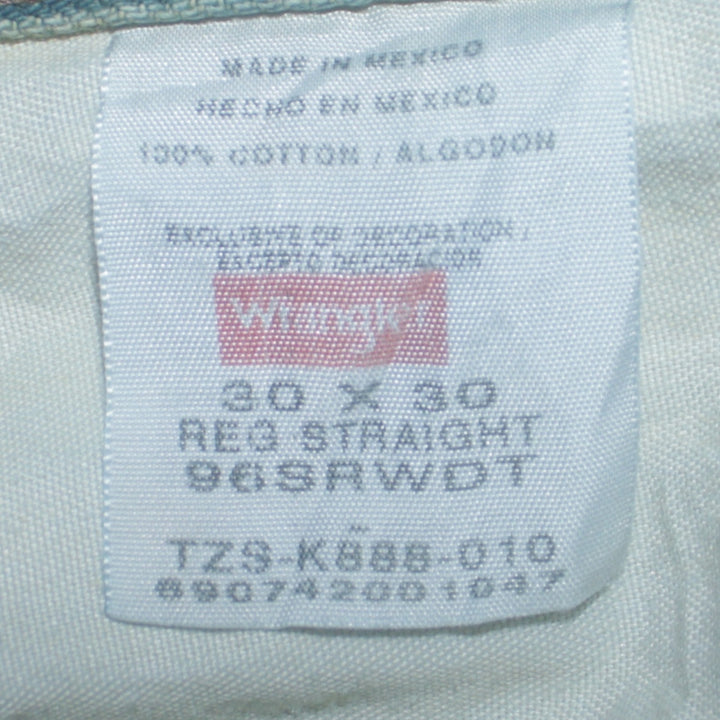 MADE IN MEXICO
HECHO EN MEXICO
100% COTTON / ALGODON
EXCLUSIVE OF DECORATION /
EXCEPTO DECORACION
Wrangler
30 X 30
REG STRAIGHT
96SRWDT
TZS-K888-010
890742001047